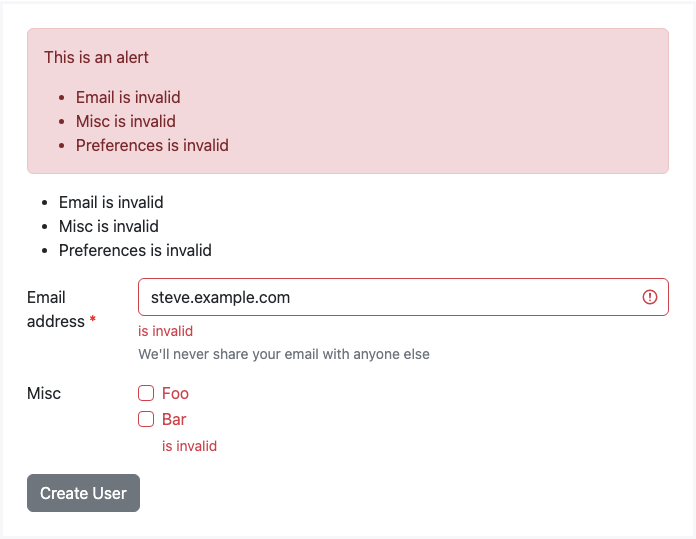 This is an alert
Email is invalid
Misc is invalid
Preferences is invalid
Email is invalid
Misc is invalid
Preferences is invalid
Email
address *
steve.example.com
is invalid
We'll never share your email with anyone else
Misc
Foo
Bar
is invalid
Create User